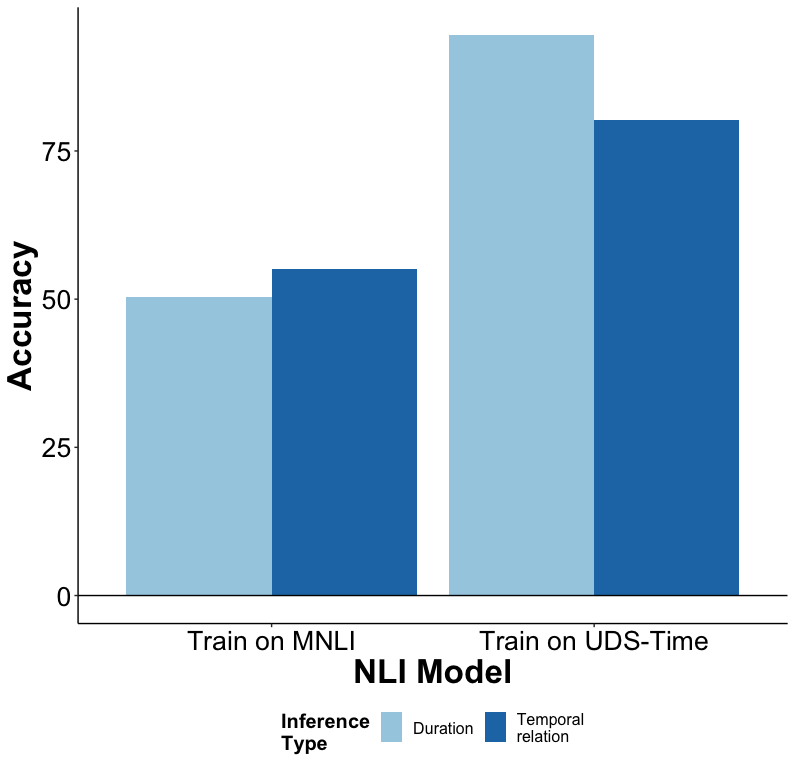 Accuracy
75
50
25
0
Train on MNLI
Train on UDS-Time
NLI Model
Inference
Type
Duration
Temporal
relation